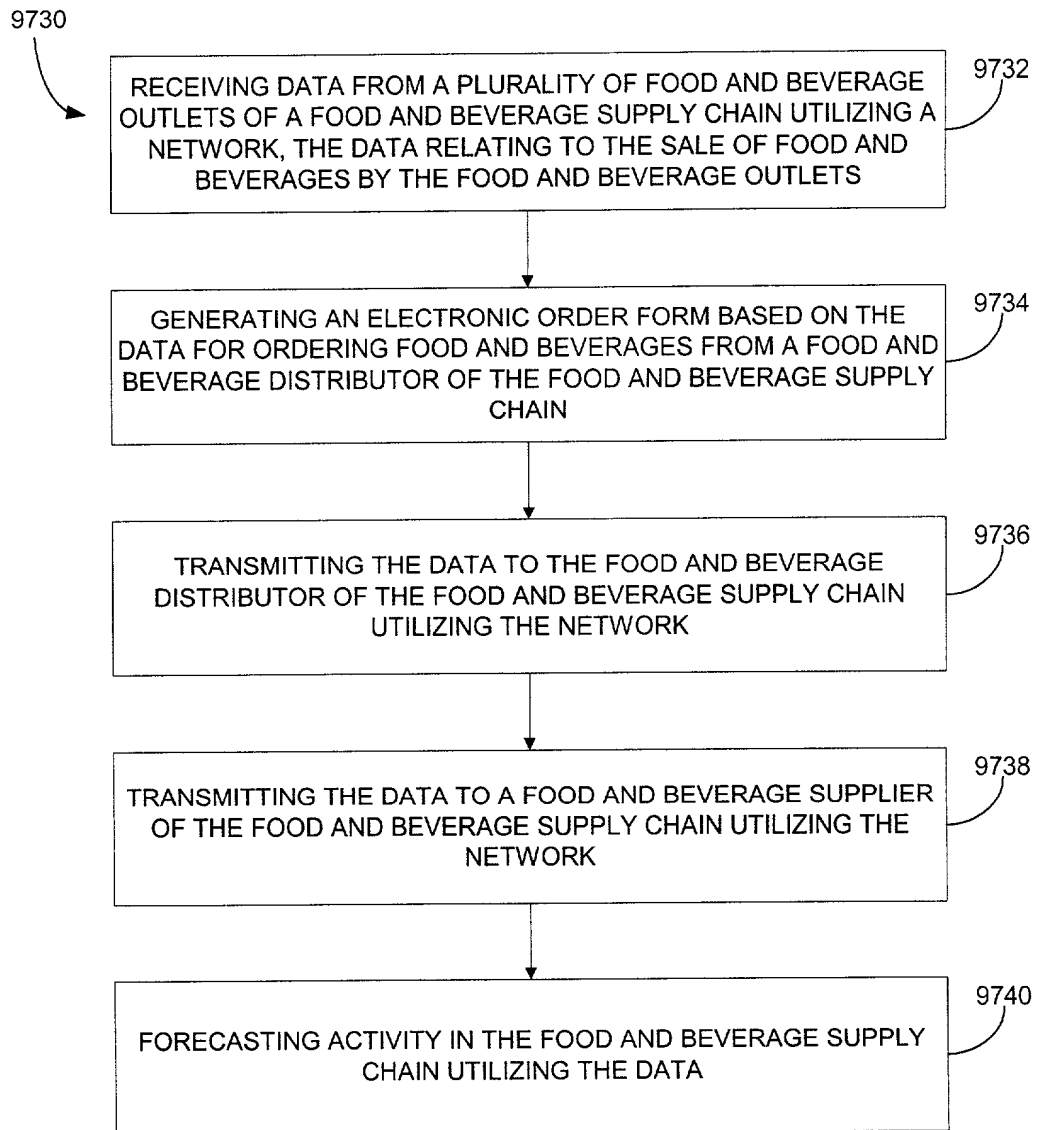 9730
RECEIVING DATA FROM A PLURALITY OF FOOD AND BEVERAGE
OUTLETS OF A FOOD AND BEVERAGE SUPPLY CHAIN UTILIZING A
NETWORK, THE DATA RELATING TO THE SALE OF FOOD AND
BEVERAGES BY THE FOOD AND BEVERAGE OUTLETS
9732
GENERATING AN ELECTRONIC ORDER FORM BASED ON THE
DATA FOR ORDERING FOOD AND BEVERAGES FROM A FOOD AND
BEVERAGE DISTRIBUTOR OF THE FOOD AND BEVERAGE SUPPLY
CHAIN
9734
TRANSMITTING THE DATA TO THE FOOD AND BEVERAGE
DISTRIBUTOR OF THE FOOD AND BEVERAGE SUPPLY CHAIN
UTILIZING THE NETWORK
9736
TRANSMITTING THE DATA TO A FOOD AND BEVERAGE SUPPLIER
OF THE FOOD AND BEVERAGE SUPPLY CHAIN UTILIZING THE
NETWORK
9738
FORECASTING ACTIVITY IN THE FOOD AND BEVERAGE SUPPLY
CHAIN UTILIZING THE DATA
9740